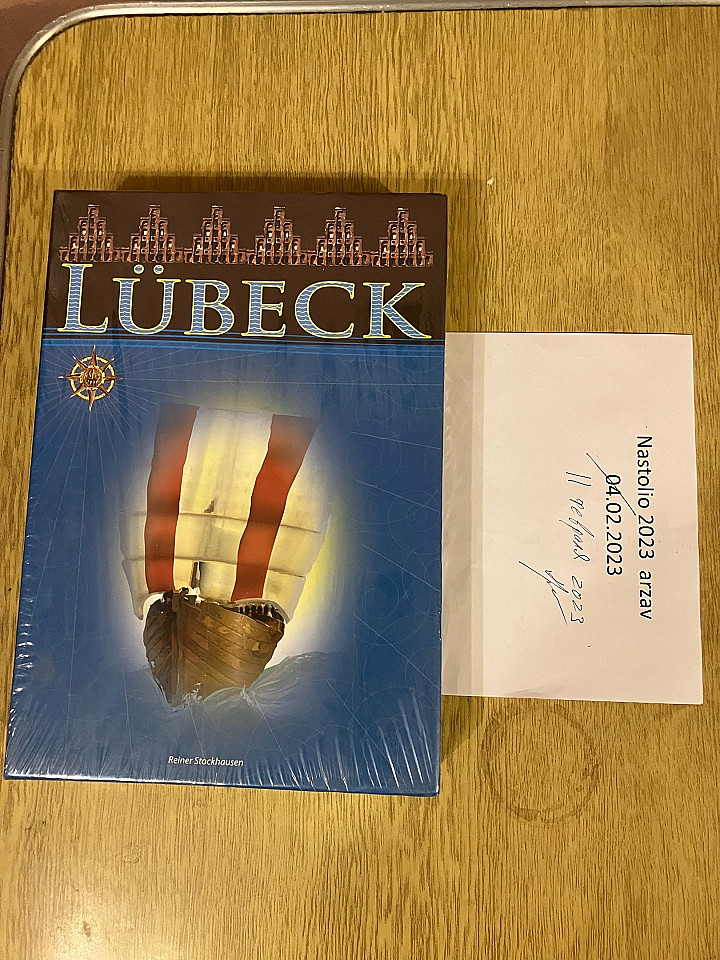 LÜBECK
Reiner Stockhausen
Nastolio 2023 arzav
04.02.2023
11 февраля 2023